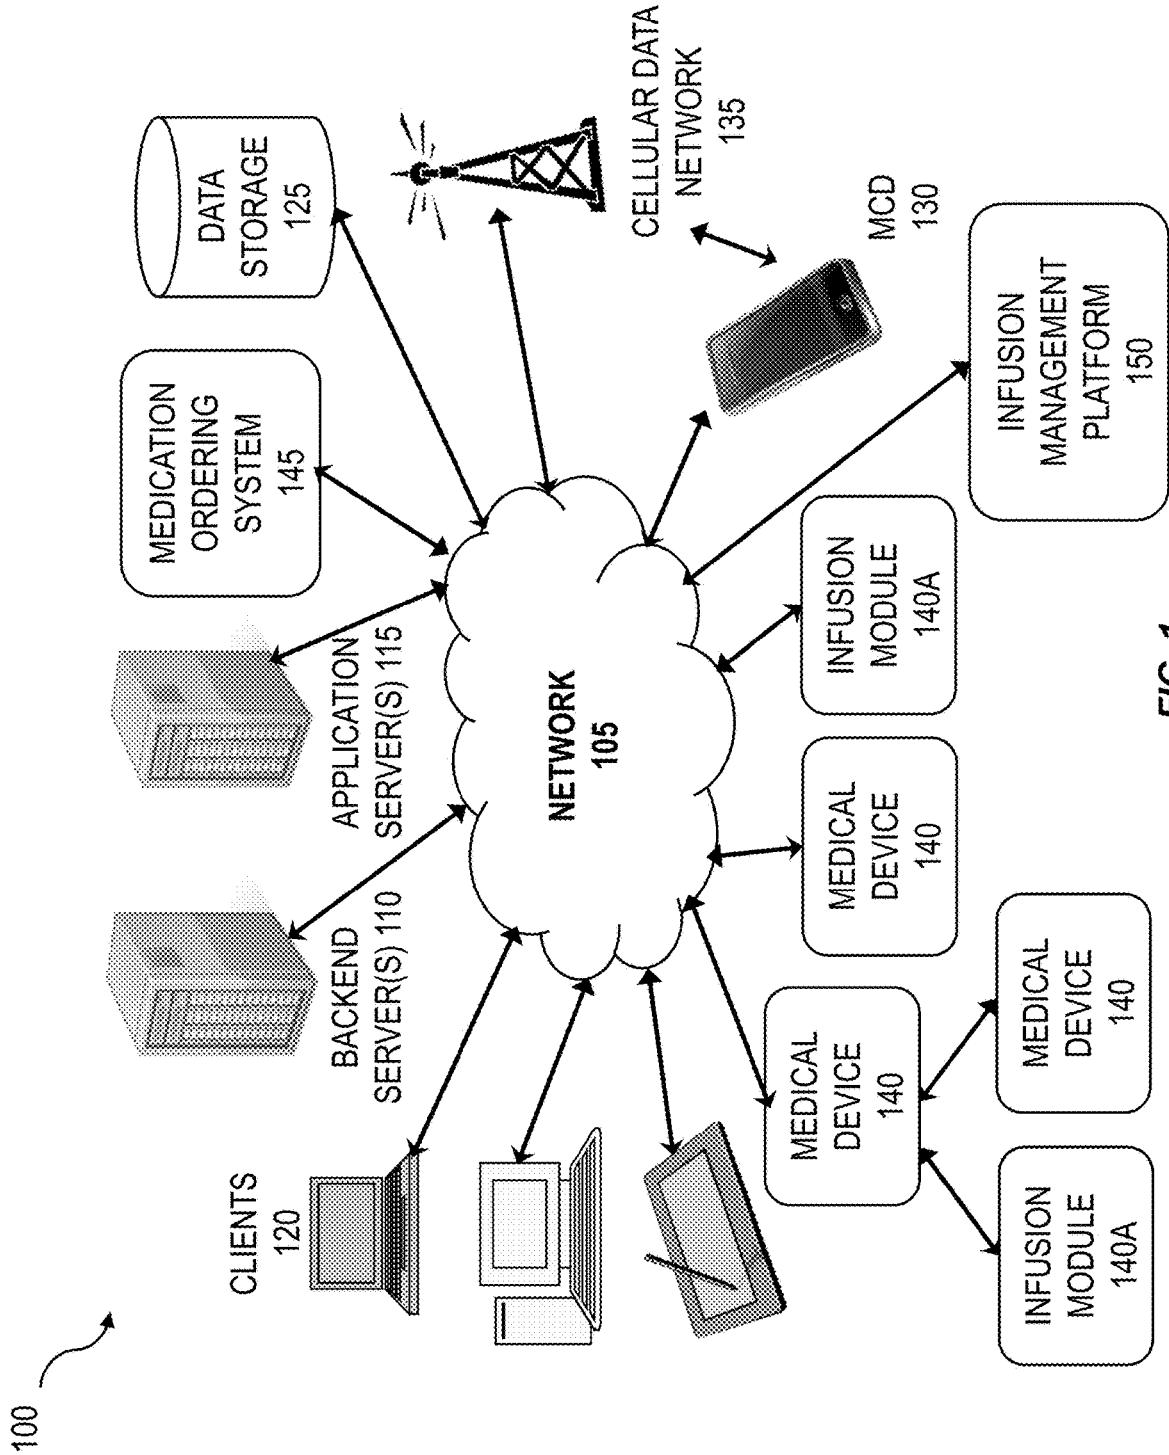 100
CLIENTS
120
BACKEND
SERVER(S) 110
APPLICATION
SERVER(S) 115
MEDICATION
ORDERING
SYSTEM
145
DATA
STORAGE
125
CELLULAR DATA
NETWORK
135
NETWORK
105
MCD
130
MEDICAL
DEVICE
140
MEDICAL
DEVICE
140
INFUSION
MODULE
140A
INFUSION
MANAGEMENT
PLATFORM
150
INFUSION
MODULE
140A
MEDICAL
DEVICE
140
FIG. 1